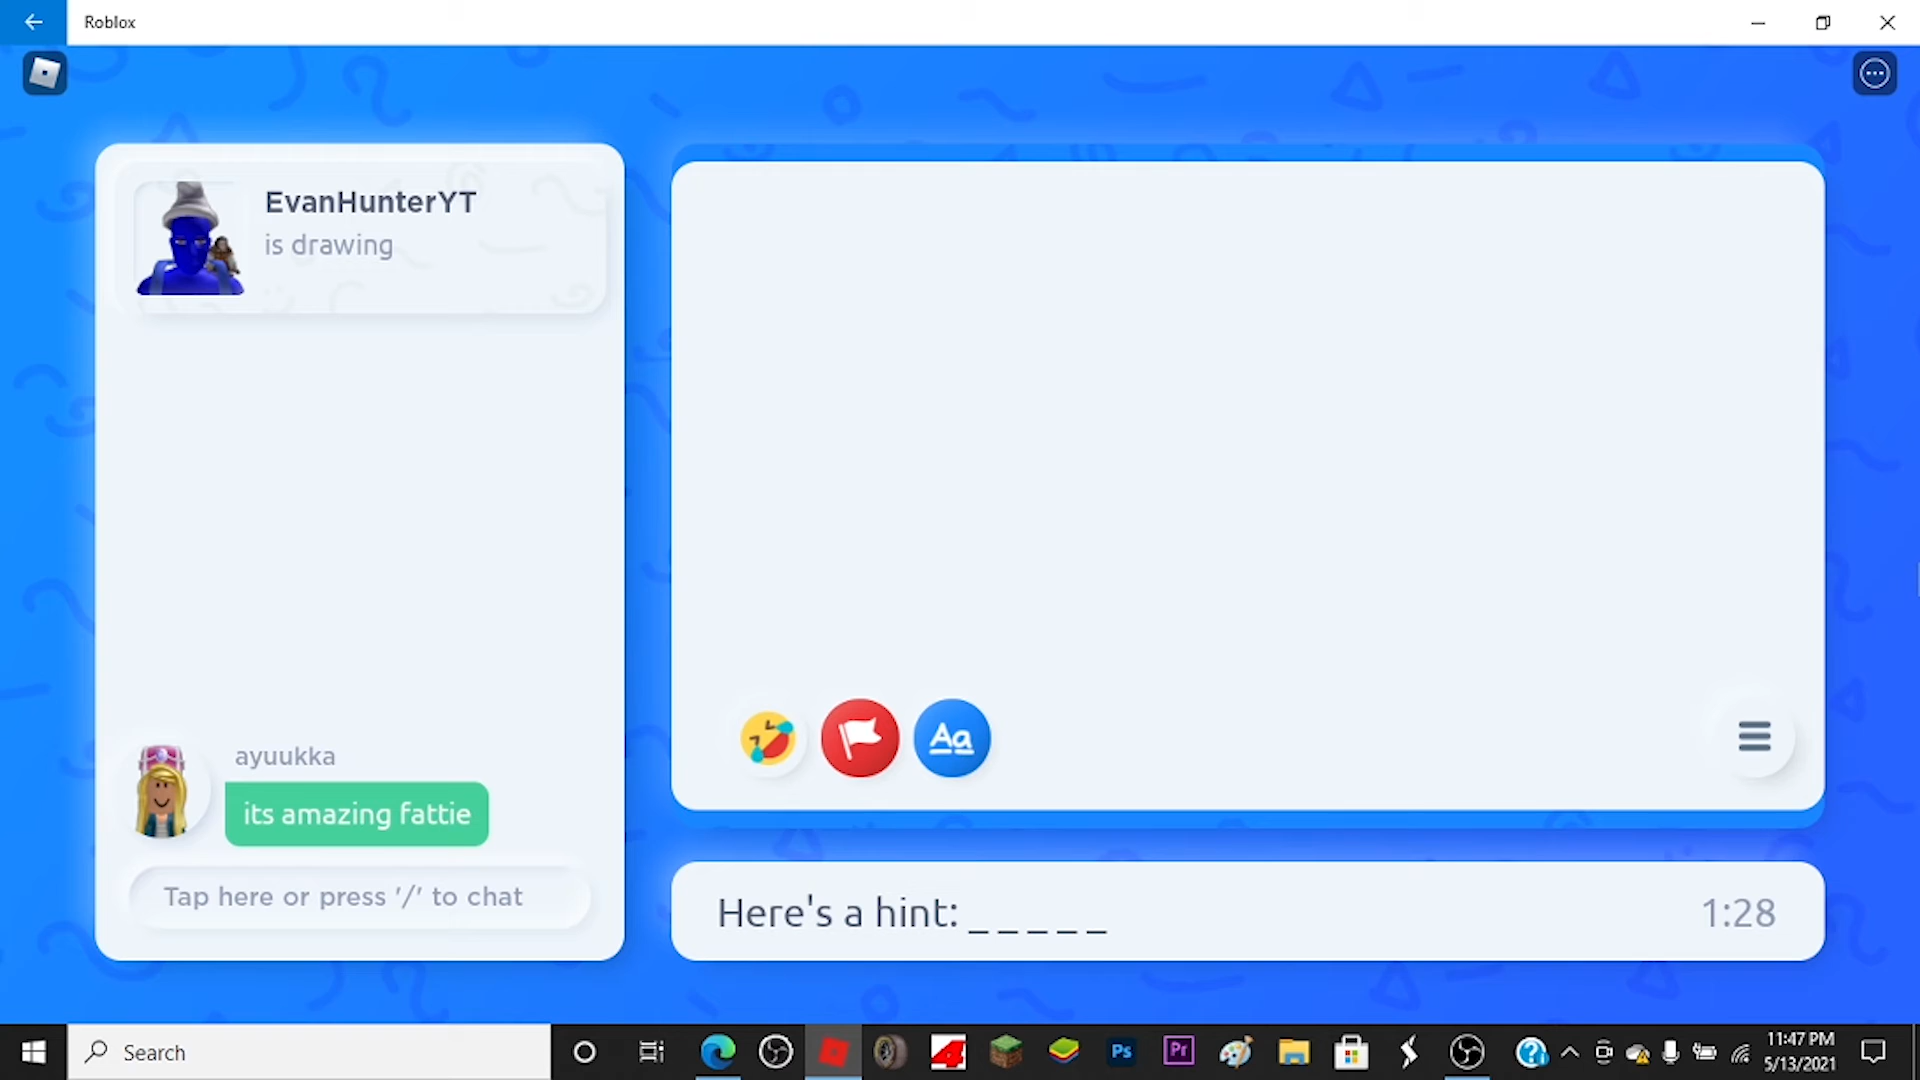 Roblox
EvanHunterYT
is drawing
ayuukka
its amazing fattie
Tap here or press '/' to chat
Aa
Here's a hint: _ _ _ _ _
1:28
Search
Ps
Pr
11:47 PM
5/13/2021